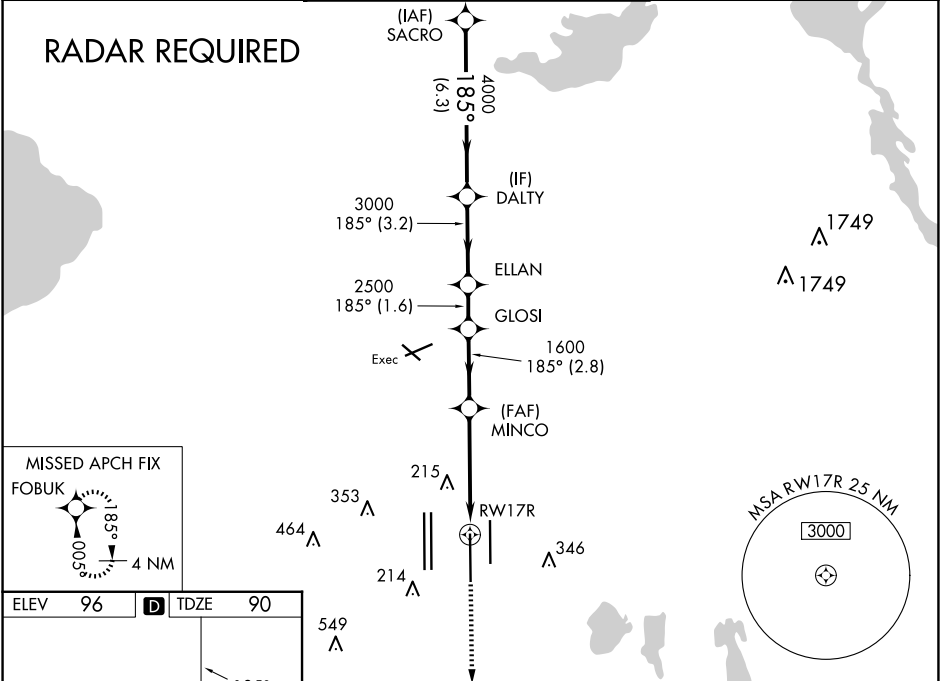 RADAR REQUIRED
(IAF)
SACRO
4000
185°
(6.3)
(IF)
DALTY
3000
185° (3.2)
ELLAN
2500
185° (1.6)
GLOSI
Exec
1600
185° (2.8)
(FAF)
MINCO
1749
1749
MISSED APCH FIX
FOBUK
185°
005°
4 NM
215
353
464
RW17R
346
214
549
MSA RW17R 25 NM
3000
ELEV 96 D TDZE 90